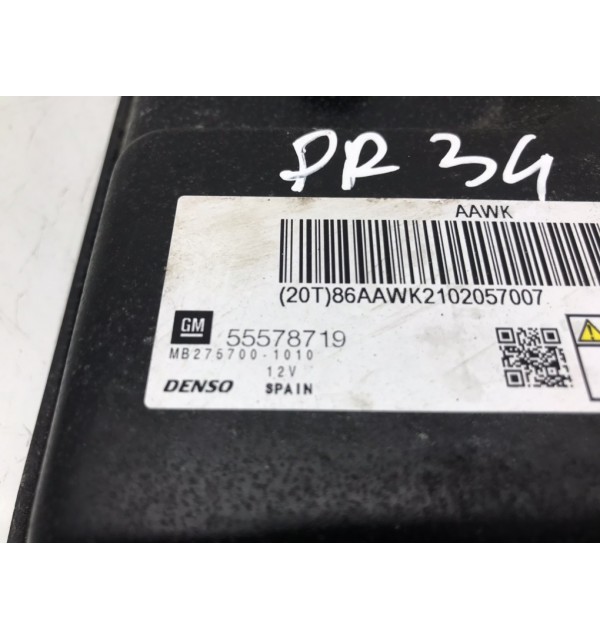 PR 34
AAWK
(20T)86AAWK2102057007
GM 55578719
MB275700-1010
12V
DENSO SPAIN